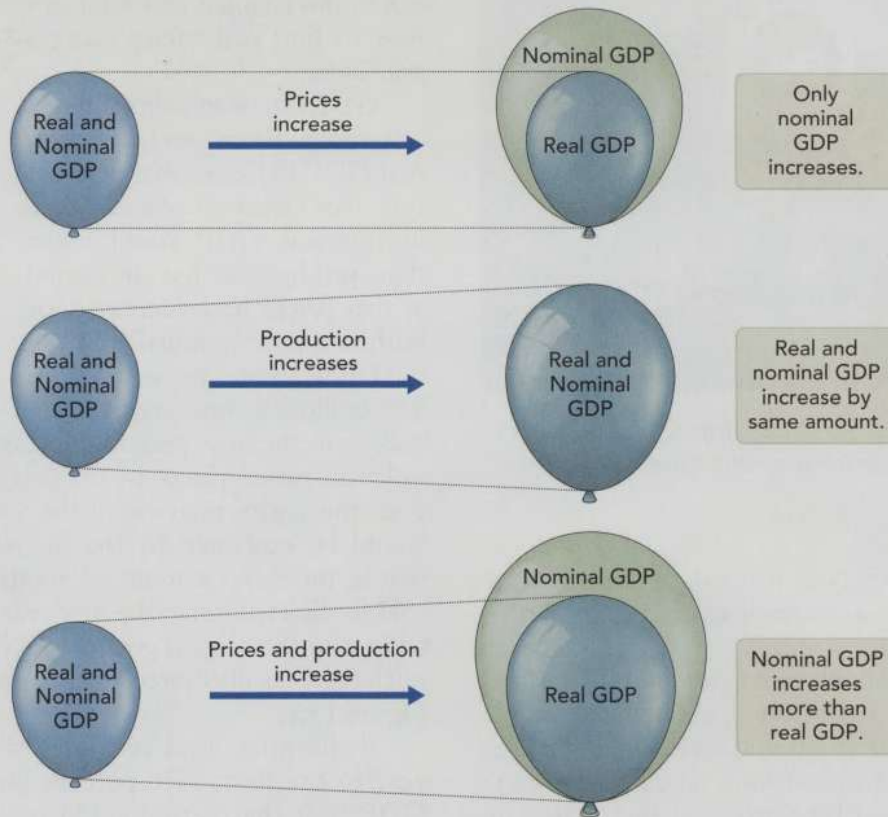 Nominal GDP
Real and
Nominal
GDP
Prices
increase
Real GDP
Only
nominal
GDP
increases.
Real and
Nominal
GDP
Production
increases
Real and
Nominal
GDP
Real and
nominal GDP
increase by
same amount.
Nominal GDP
Real and
Nominal
GDP
Prices and production
increase
Real GDP
Nominal GDP
increases
more than
real GDP.